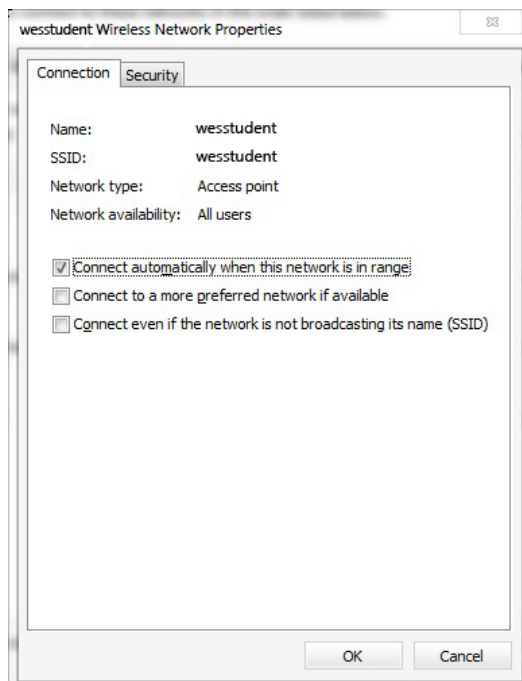 wesstudent Wireless Network Properties
Connection Security
Name: wesstudent
SSID: wesstudent
Network type: Access point
Network availability: All users
Connect automatically when this network is in range
Connect to a more preferred network if available
Connect even if the network is not broadcasting its name (SSID)
OK Cancel